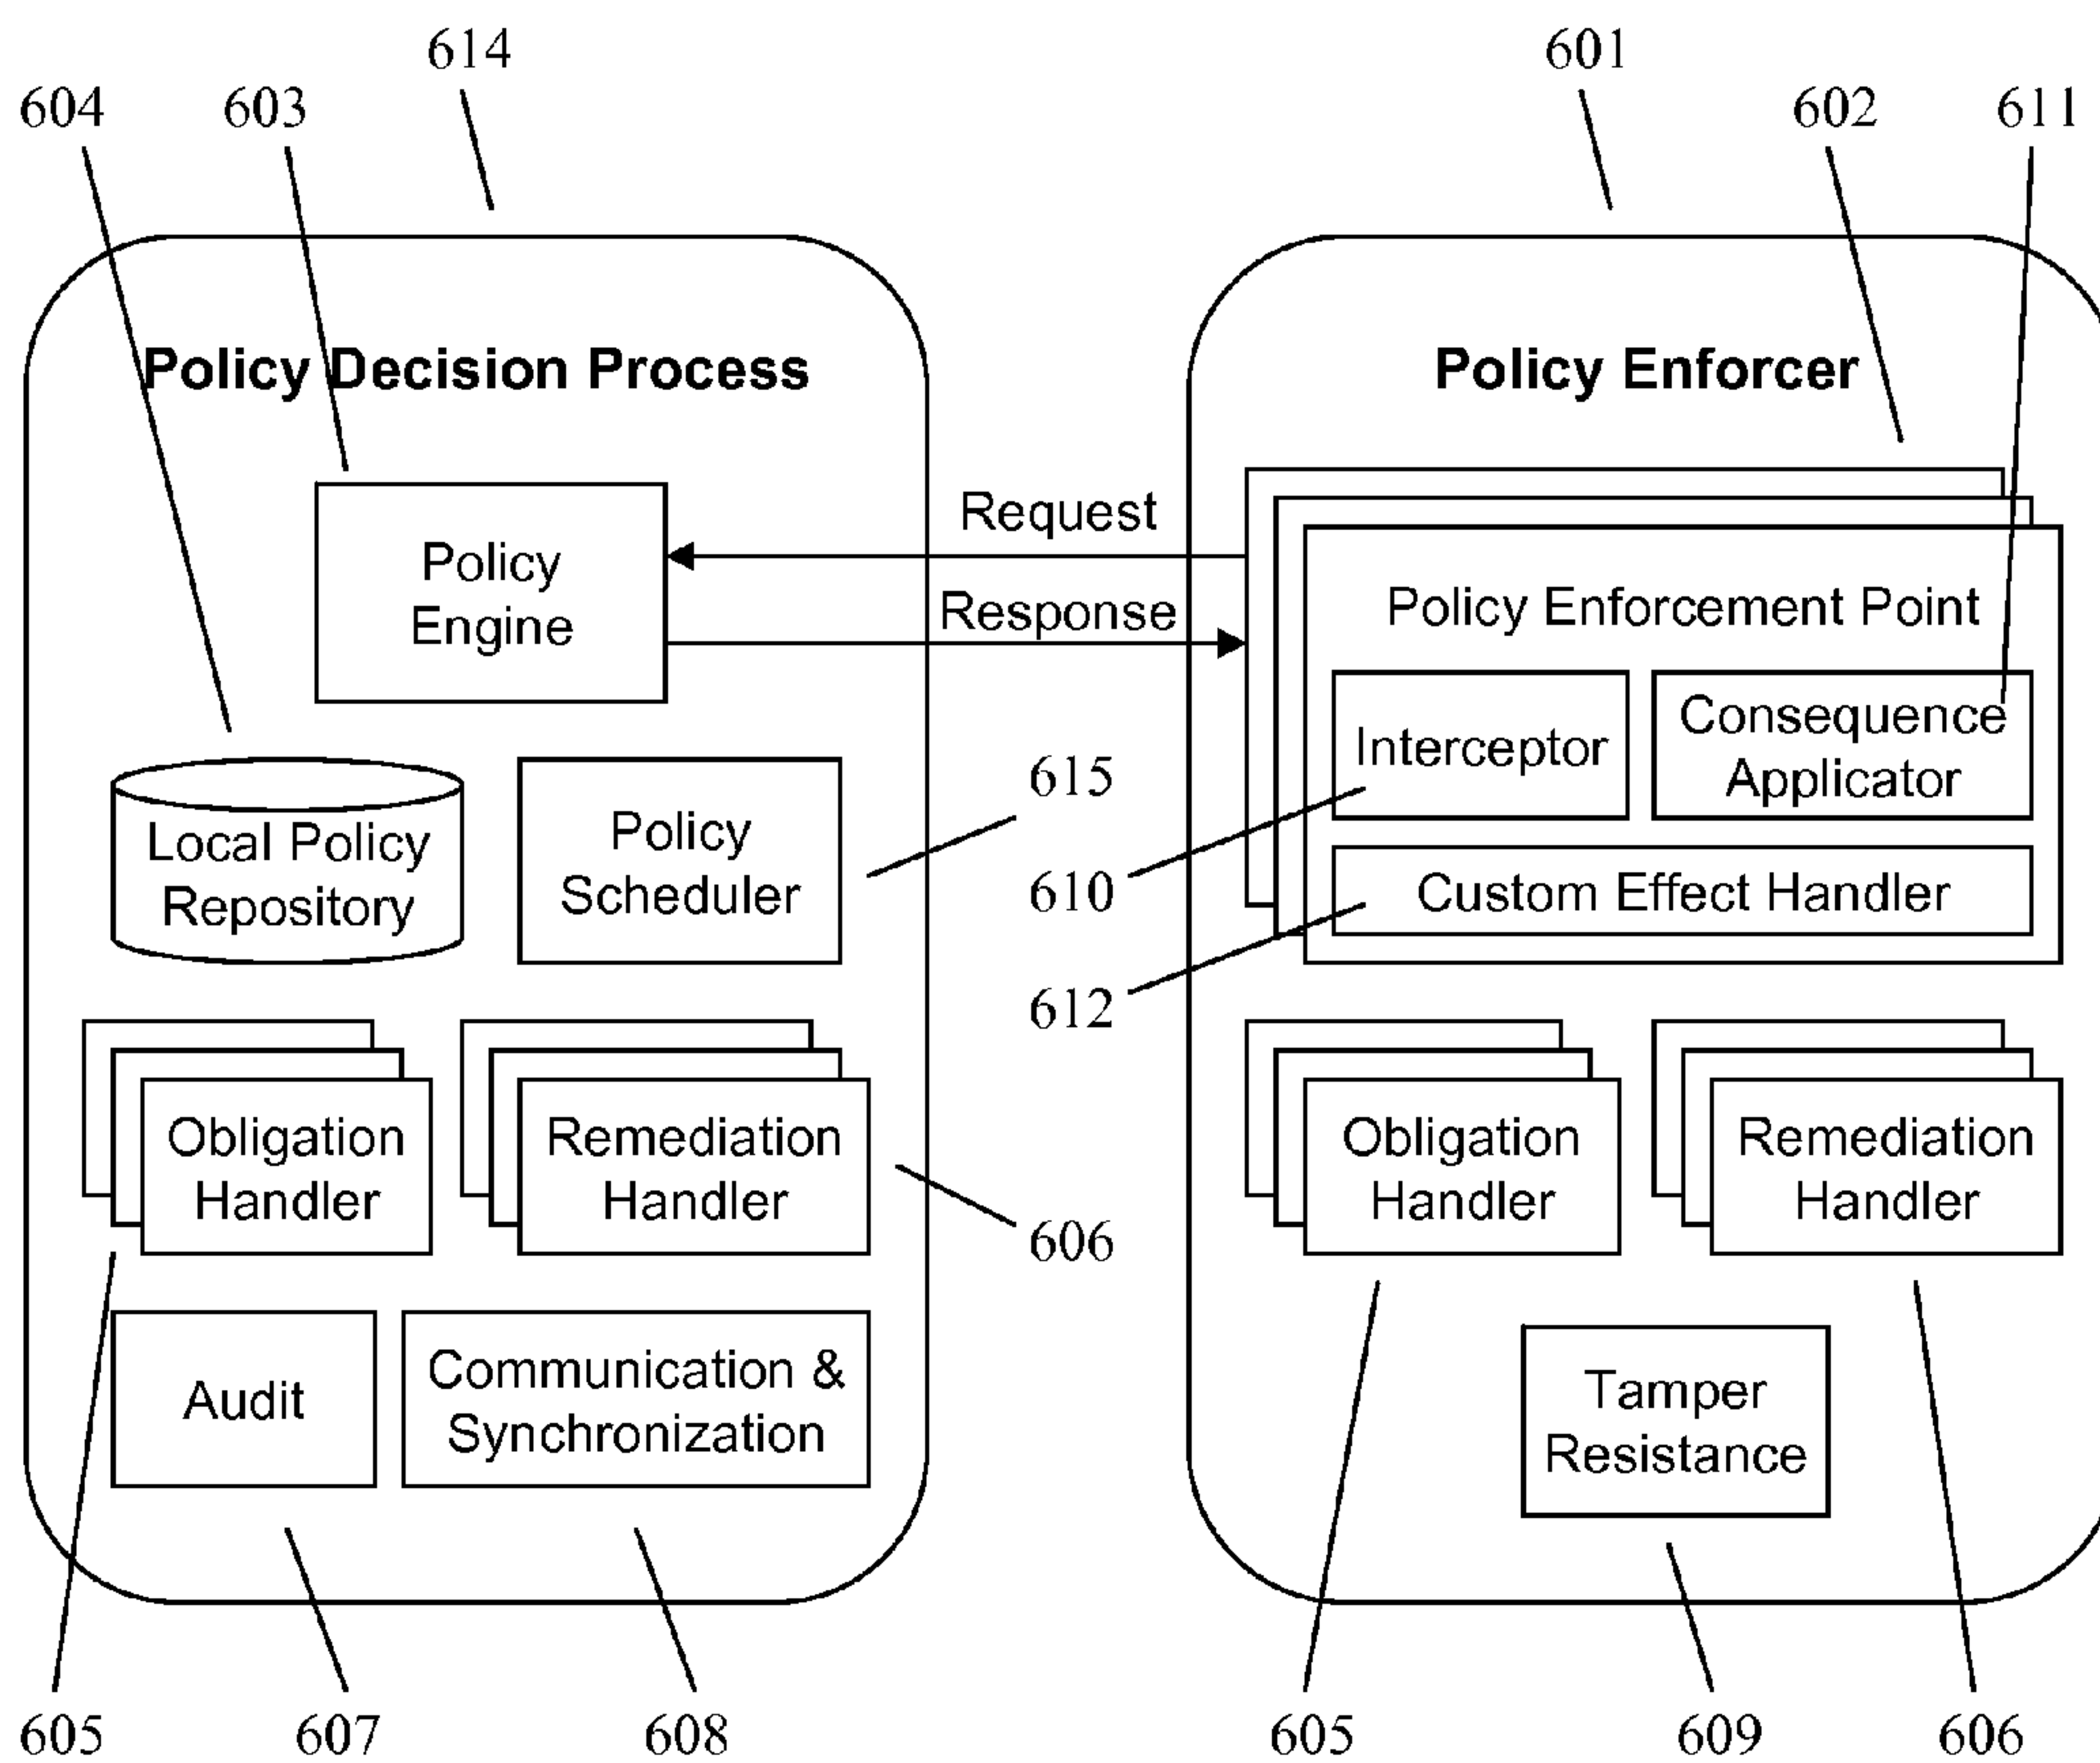 614
601
604
603
602
611
Policy Decision Process
Policy Enforcer
Request
Response
Policy
Engine
Policy Enforcement Point
Interceptor
Consequence
Applicator
Custom Effect Handler
615
610
612
Local Policy
Repository
Policy
Scheduler
Obligation
Handler
Remediation
Handler
606
Obligation
Handler
Remediation
Handler
Audit
Communication &
Synchronization
Tamper
Resistance
605
607
608
605
609
606